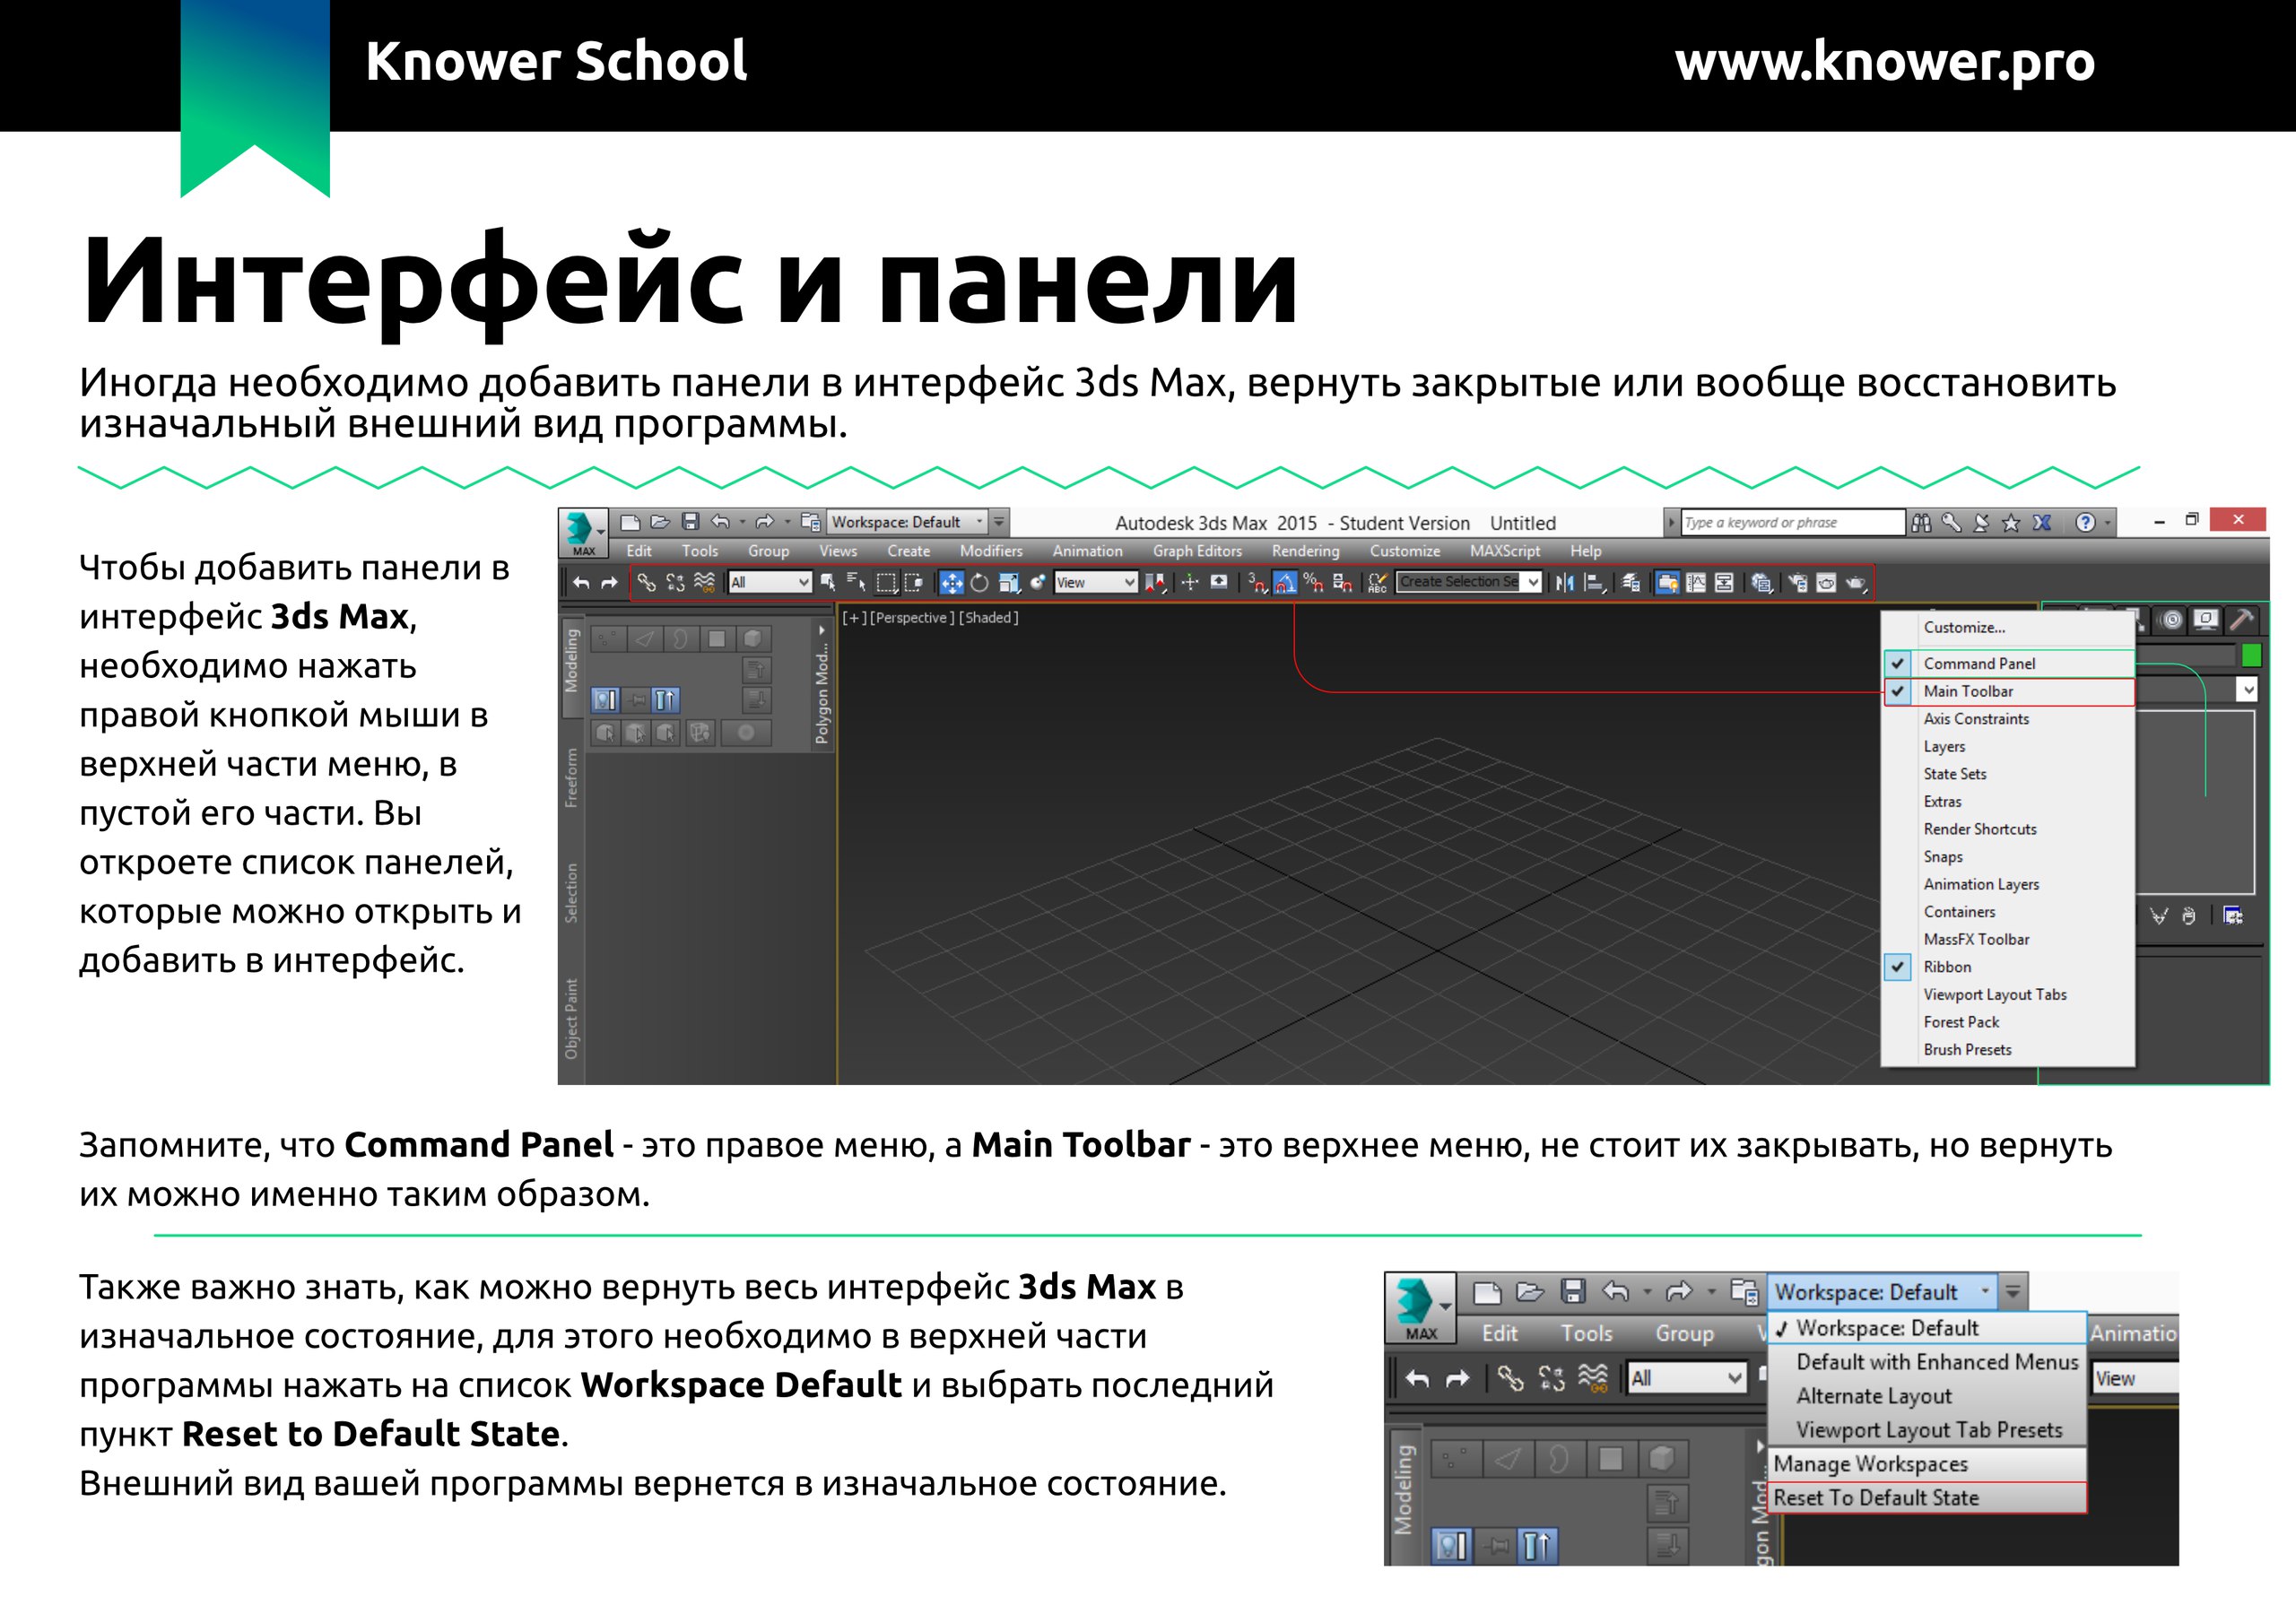 Knower School
www.knower.pro
Интерфейс и панели
Иногда необходимо добавить панели в интерфейс 3ds Max, вернуть закрытые или вообще восстановить
изначальный внешний вид программы.
Чтобы добавить панели в
интерфейс 3ds Max,
необходимо нажать
правой кнопкой мыши в
верхней части меню, в
пустой его части. Вы
откроете список панелей,
которые можно открыть и
добавить в интерфейс.
MAX
Workspace: Default
Autodesk 3ds Max 2015 - Student Version Untitled
Type a keyword or phrase
Edit Tools Group Views Create Modifiers Animation Graph Editors Rendering Customize MAXScript Help
All
View
3
%
ABC
Create Selection Se
[+] [Perspective ] [Shaded ]
Modeling
Freeform
Selection
Object Paint
Polygon Mod...
Customize...
Command Panel
Main Toolbar
Axis Constraints
Layers
State Sets
Extras
Render Shortcuts
Snaps
Animation Layers
Containers
MassFX Toolbar
Ribbon
Viewport Layout Tabs
Forest Pack
Brush Presets
Запомните, что Command Panel - это правое меню, а Main Toolbar - это верхнее меню, не стоит их закрывать, но вернуть
их можно именно таким образом.
Также важно знать, как можно вернуть весь интерфейс 3ds Max в
изначальное состояние, для этого необходимо в верхней части
программы нажать на список Workspace Default и выбрать последний
пункт Reset to Default State.
Внешний вид вашей программы вернется в изначальное состояние.
MAX
Workspace: Default
Edit Tools Group V
Animatio
All
View
Workspace: Default
Default with Enhanced Menus
Alternate Layout
Viewport Layout Tab Presets
Manage Workspaces
Reset To Default State
Modeling
gon Mod...